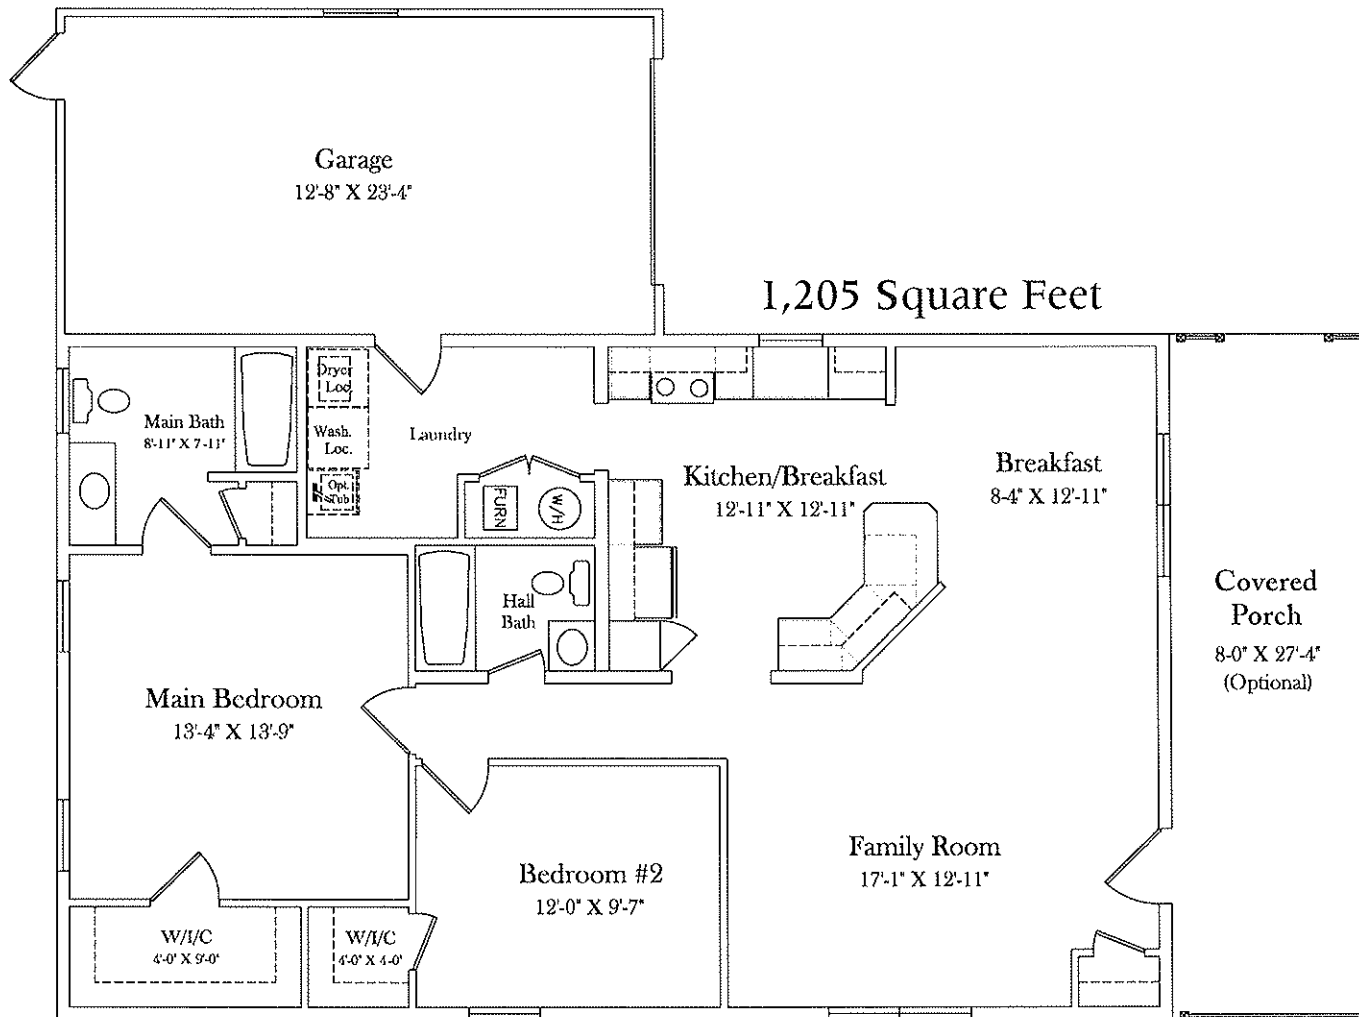 Garage
12'-8" X 23'-4"
1,205 Square Feet
Dryer
Loc.
Main Bath
8'-11" X 7'-11"
Wash.
Loc.
Laundry
Opt.
Tub
FURN
W/H
Kitchen/Breakfast
12'-11" X 12'-11"
Breakfast
8'-4" X 12'-11"
Hall
Bath
Covered
Porch
8'-0" X 27'-4"
(Optional)
Main Bedroom
13'-4" X 13'-9"
Family Room
17'-1" X 12'-11"
Bedroom #2
12'-0" X 9'-7"
W/I/C
4'-0" X 9'-0"
W/I/C
4'-0" X 4'-0"